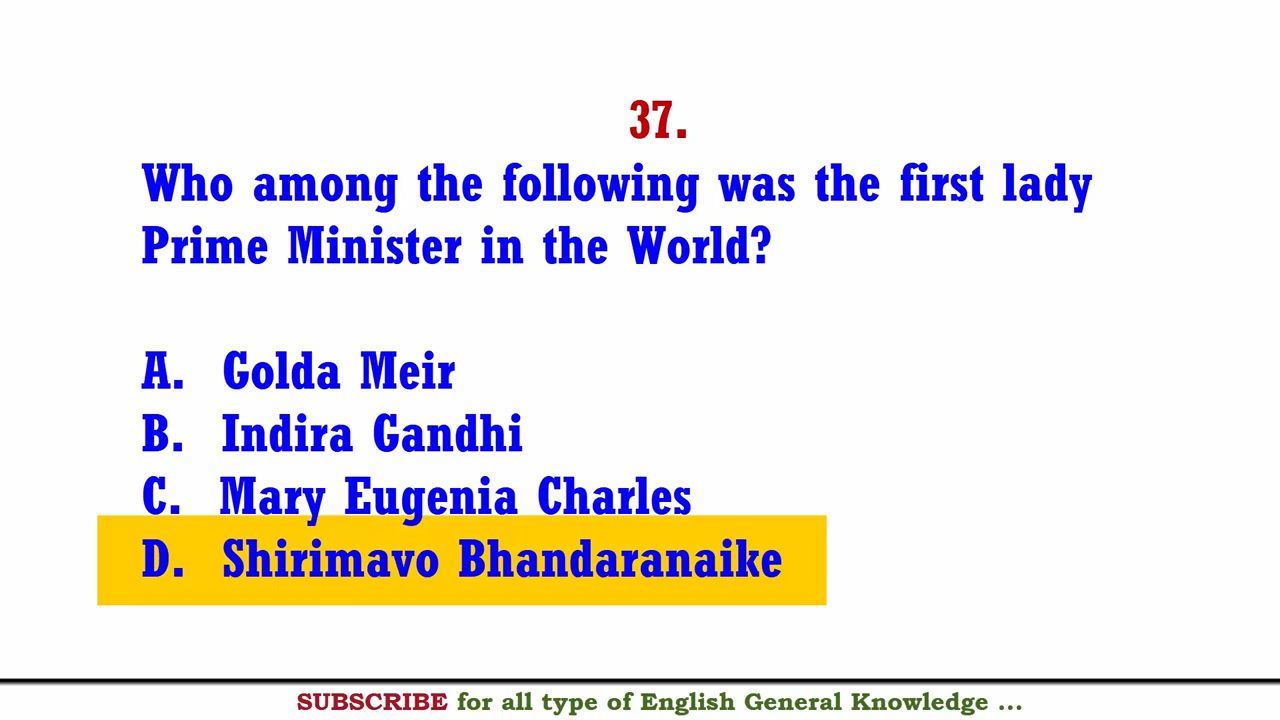 37.
Who among the following was the first lady
Prime Minister in the World?
A. Golda Meir
B. Indira Gandhi
C. Mary Eugenia Charles
D. Shirimavo Bhandaranaike
SUBSCRIBE for all type of English General Knowledge ...